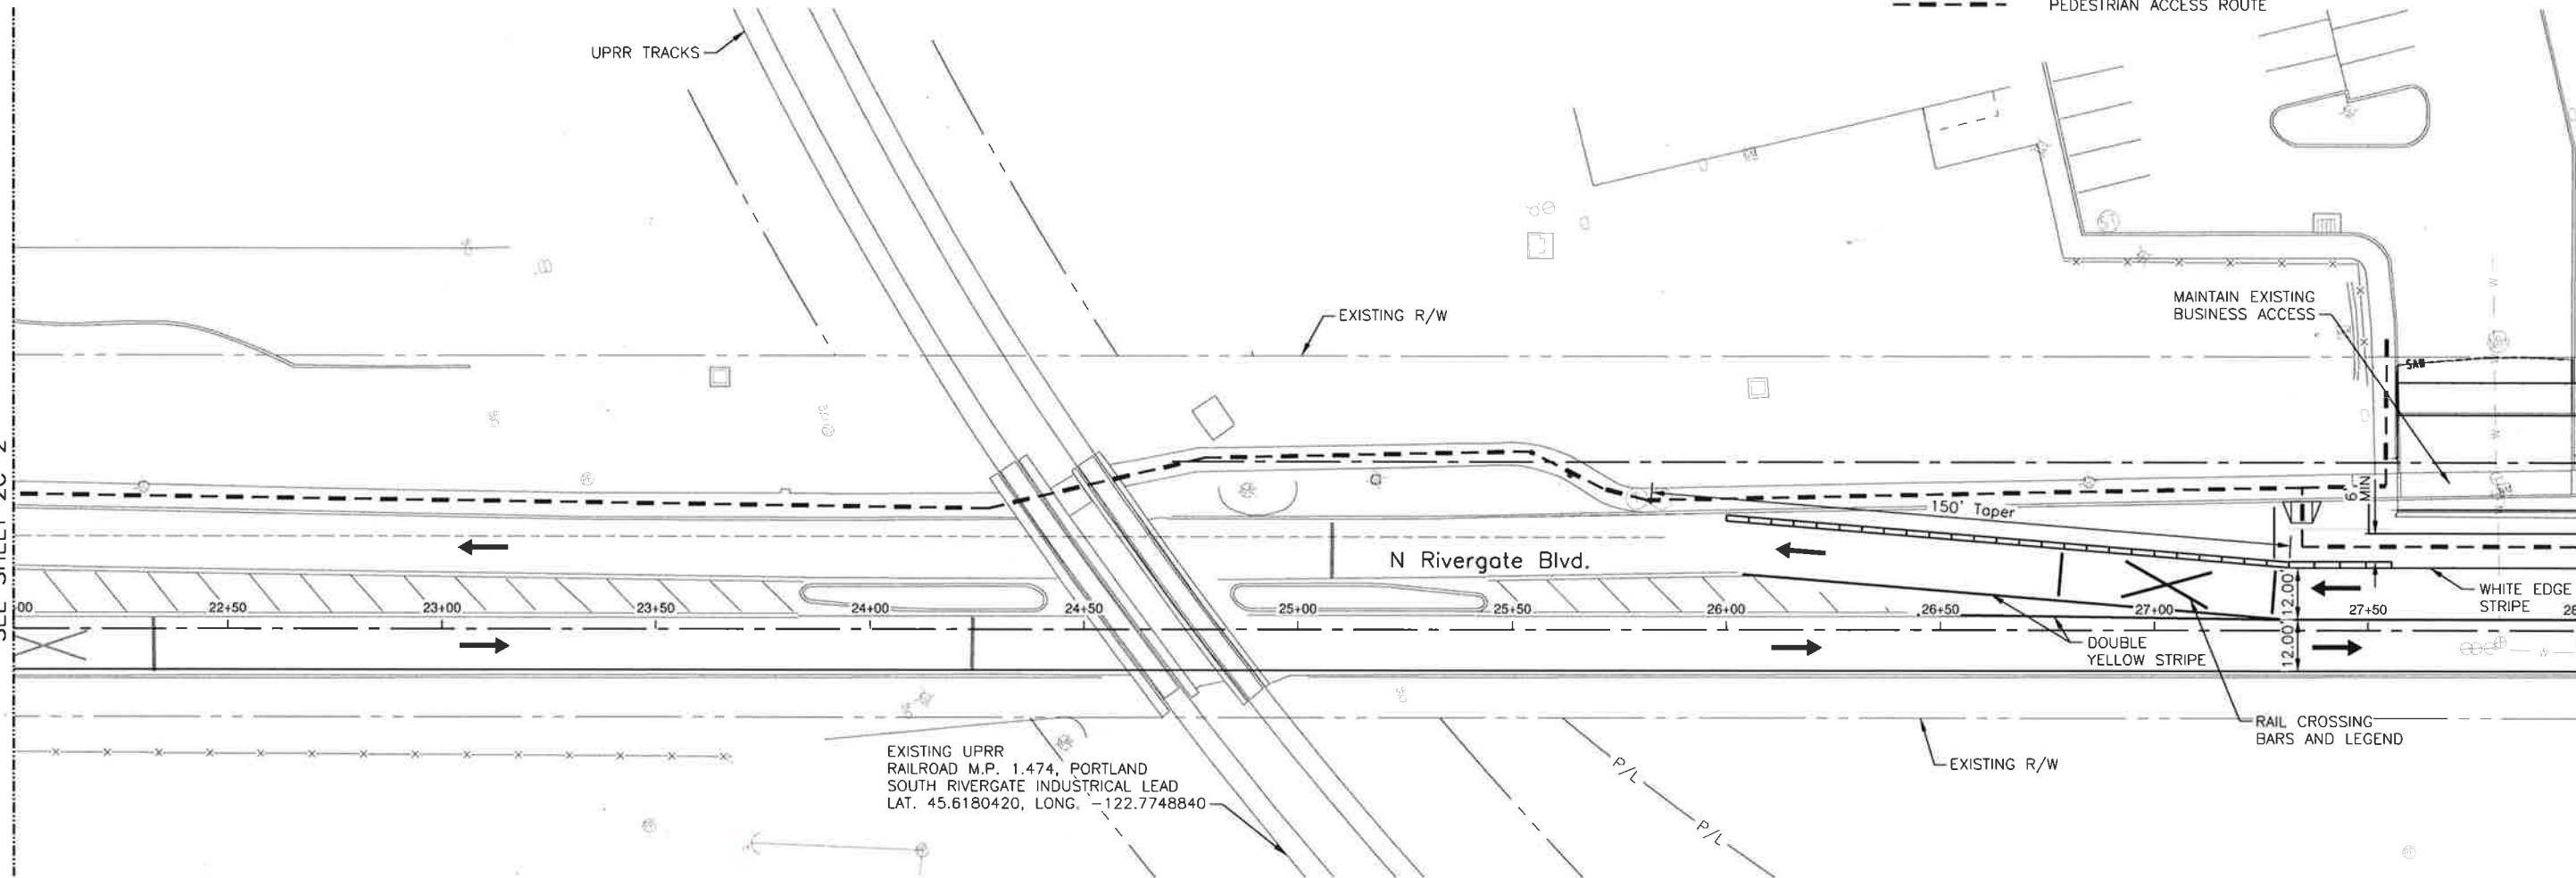 PEDESTRIAN ACCESS ROUTE
UPRR TRACKS
MAINTAIN EXISTING
BUSINESS ACCESS
EXISTING R/W
SAW
6'
MIN
150' Taper
N Rivergate Blvd.
WHITE EDGE
STRIPE
00
22+50
23+00
23+50
24+00
24+50
25+00
25+50
26+00
26+50
27+00
27+50
12.00'
12.00'
DOUBLE
YELLOW STRIPE
RAIL CROSSING
BARS AND LEGEND
EXISTING R/W
EXISTING UPRR
RAILROAD M.P. 1.474, PORTLAND
SOUTH RIVERGATE INDUSTRICAL LEAD
LAT. 45.6180420, LONG. -122.7748840
P/L
P/L